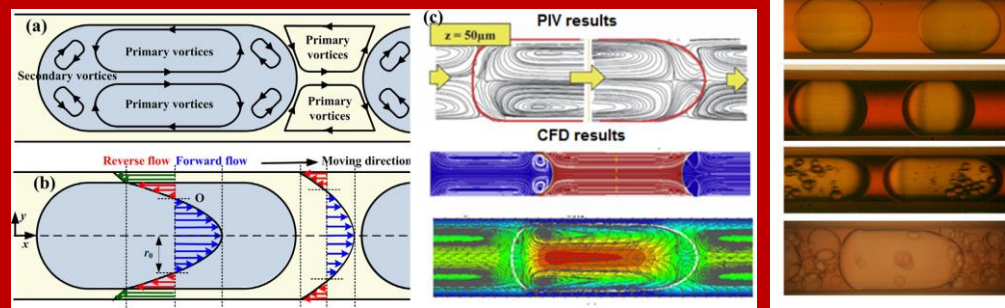 (a)
Primary vortices
Primary
vortices
Secondary vortices
Primary vortices
Primary
vortices
Reverse flow Forward flow Moving direction
(b)
O
y
x
r₀
(c)
PIV results
z = 50μm
CFD results